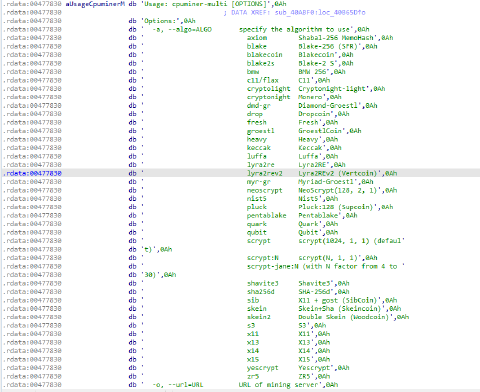 .rdata:00477830 aUsageCpuminerM db 'Usage: cpuminer-multi [OPTIONS]',0Ah
.rdata:00477830 ; DATA XREF: sub_40A0F0:loc_40B65D↑o
.rdata:00477830 db 'Options:',0Ah
.rdata:00477830 db ' -a, --algo=ALGO specify the algorithm to use',0Ah
.rdata:00477830 db ' axiom Shabal-256 MemoHash',0Ah
.rdata:00477830 db ' blake Blake-256 (SFR)',0Ah
.rdata:00477830 db ' blakecoin Blakecoin',0Ah
.rdata:00477830 db ' blake2s Blake-2 S',0Ah
.rdata:00477830 db ' bmw BMW 256',0Ah
.rdata:00477830 db ' c11/flax C11',0Ah
.rdata:00477830 db ' cryptolight Cryptonight-light',0Ah
.rdata:00477830 db ' cryptonight Monero',0Ah
.rdata:00477830 db ' dmd-gr Diamond-Groestl',0Ah
.rdata:00477830 db ' drop Dropcoin',0Ah
.rdata:00477830 db ' fresh Fresh',0Ah
.rdata:00477830 db ' groestl GroestlCoin',0Ah
.rdata:00477830 db ' heavy Heavy',0Ah
.rdata:00477830 db ' keccak Keccak',0Ah
.rdata:00477830 db ' luffa Luffa',0Ah
.rdata:00477830 db ' lyra2re Lyra2RE',0Ah
.rdata:00477830 db ' lyra2rev2 Lyra2REv2 (Vertcoin)',0Ah
.rdata:00477830 db ' myr-gr Myriad-Groestl',0Ah
.rdata:00477830 db ' neoscrypt NeoScrypt(128, 2, 1)',0Ah
.rdata:00477830 db ' nist5 Nist5',0Ah
.rdata:00477830 db ' pluck Pluck:128 (Supcoin)',0Ah
.rdata:00477830 db ' pentablake Pentablake',0Ah
.rdata:00477830 db ' quark Quark',0Ah
.rdata:00477830 db ' qubit Qubit',0Ah
.rdata:00477830 db ' scrypt scrypt(1024, 1, 1) (defaul'
.rdata:00477830 db 't)',0Ah
.rdata:00477830 db ' scrypt:N scrypt(N, 1, 1)',0Ah
.rdata:00477830 db ' scrypt-jane:N (with N factor from 4 to '
.rdata:00477830 db '30)',0Ah
.rdata:00477830 db ' shavite3 Shavite3',0Ah
.rdata:00477830 db ' sha256d SHA-256d',0Ah
.rdata:00477830 db ' sib X11 + gost (SibCoin)',0Ah
.rdata:00477830 db ' skein Skein+Sha (Skeincoin)',0Ah
.rdata:00477830 db ' skein2 Double Skein (Woodcoin)',0Ah
.rdata:00477830 db ' s3 S3',0Ah
.rdata:00477830 db ' x11 X11',0Ah
.rdata:00477830 db ' x13 X13',0Ah
.rdata:00477830 db ' x14 X14',0Ah
.rdata:00477830 db ' x15 X15',0Ah
.rdata:00477830 db ' yescrypt Yescrypt',0Ah
.rdata:00477830 db ' zr5 ZR5',0Ah
.rdata:00477830 db ' -o, --url=URL URL of mining server',0Ah